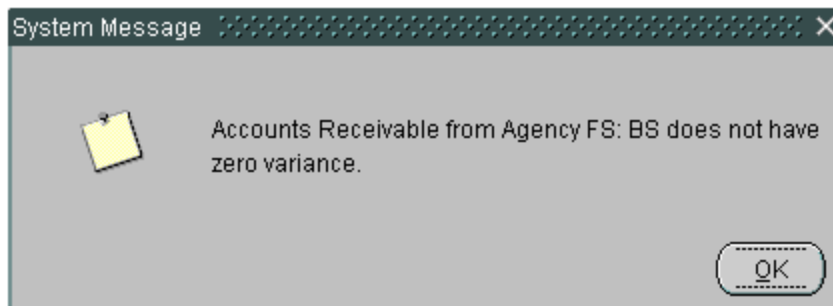 System Message
Accounts Receivable from Agency FS: BS does not have
zero variance.
OK